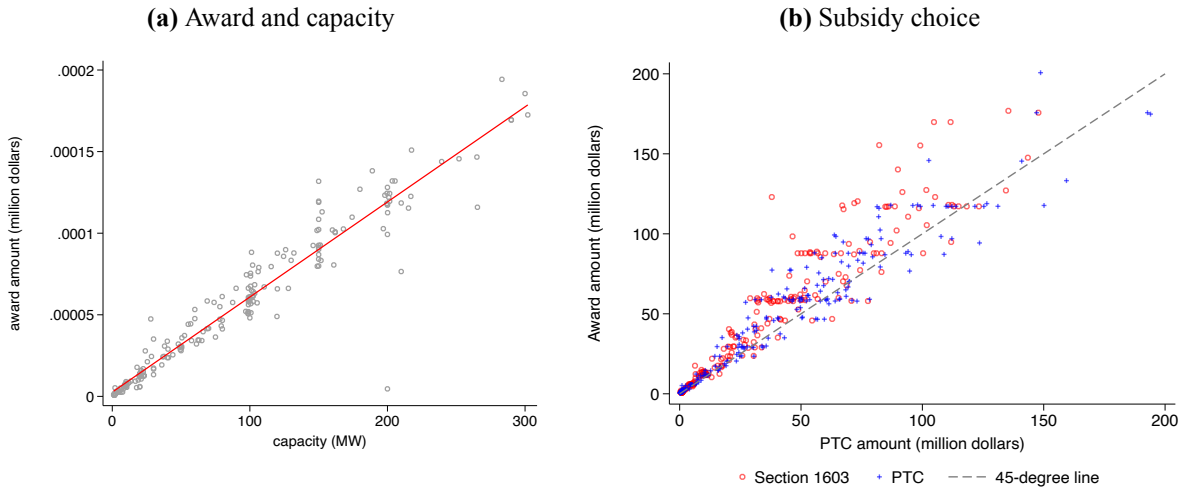 (a) Award and capacity
.0002
.00015
.0001
.00005
0
award amount (million dollars)
0 100 200 300
capacity (MW)
(b) Subsidy choice
200
150
100
50
0
Award amount (million dollars)
0 50 100 150 200
PTC amount (million dollars)
Section 1603 PTC 45-degree line